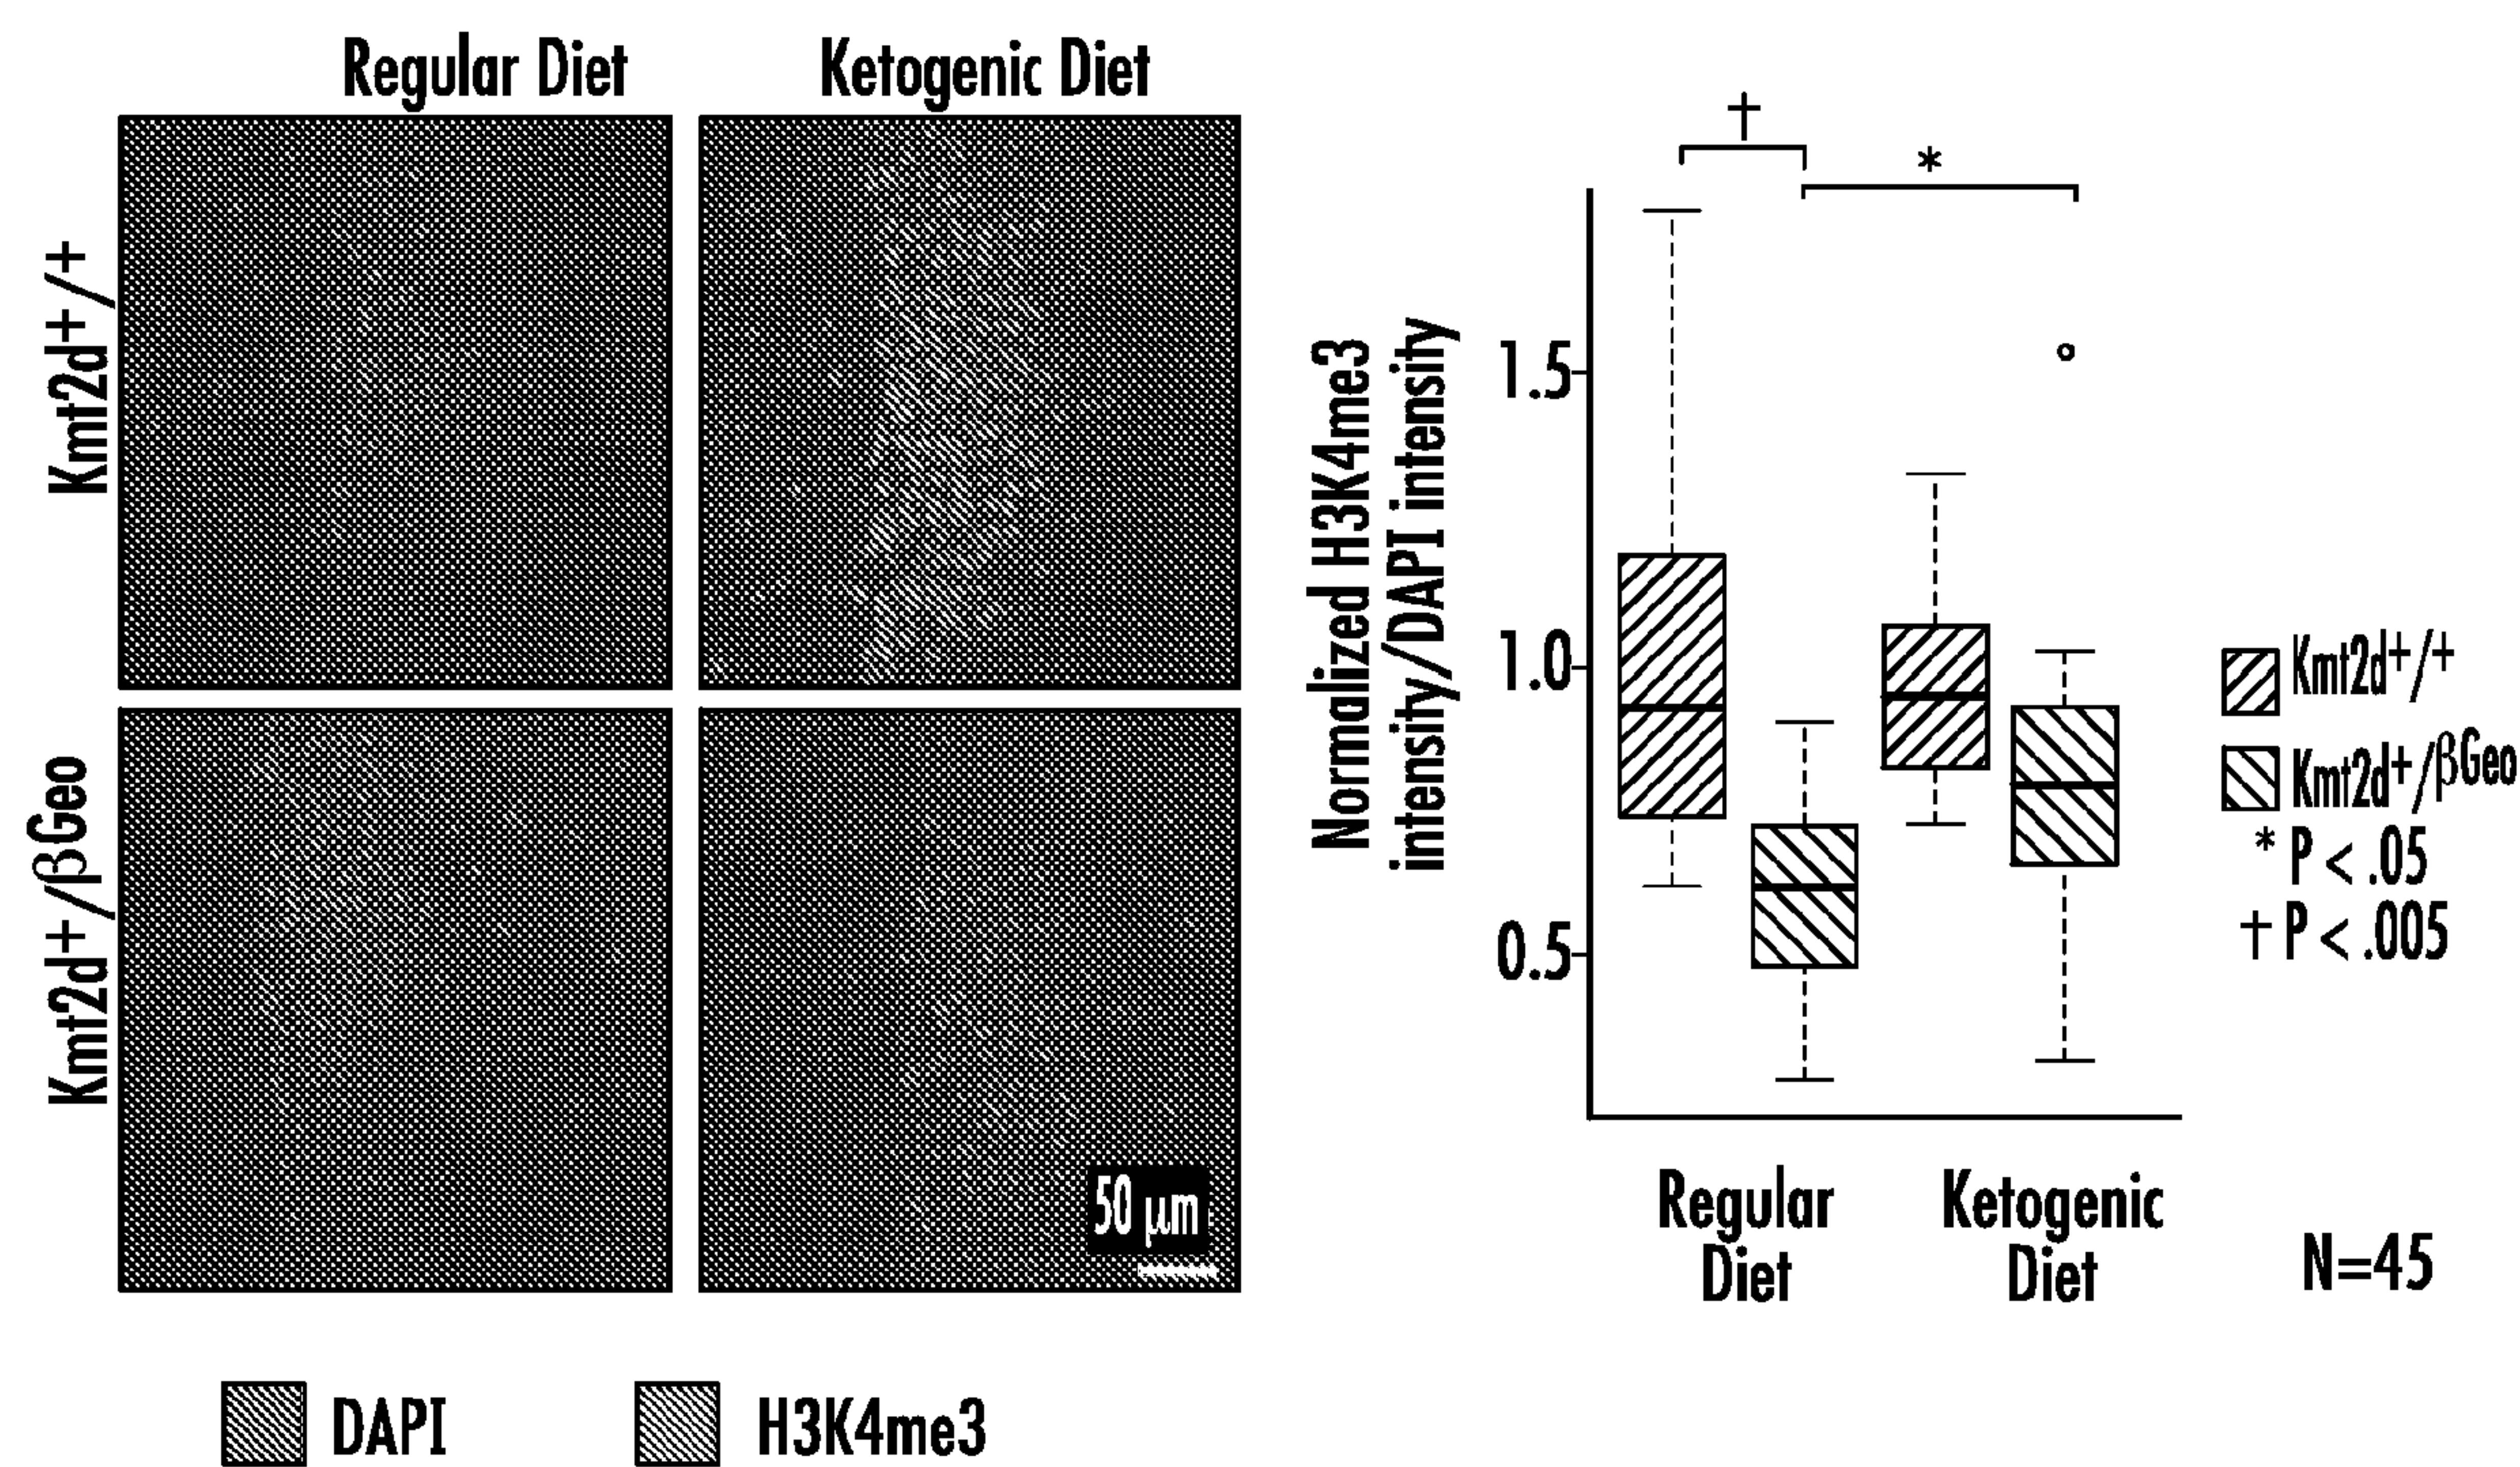 Regular Diet
Ketogenic Diet
Kmt2d+/+
Kmt2d+/βGeo
50 μm
DAPI
H3K4me3
†
*
Normalized H3K4me3
intensity/DAPI intensity
1.5
1.0
0.5
Regular
Diet
Ketogenic
Diet
Kmt2d+/+
Kmt2d+/βGeo
* P < .05
† P < .005
N=45